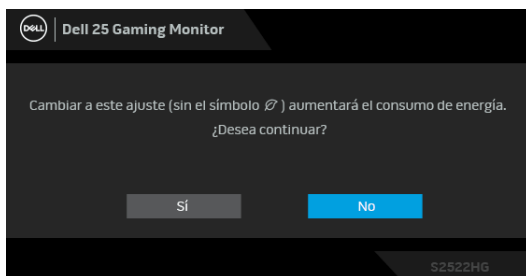 DELL
Dell 25 Gaming Monitor
Cambiar a este ajuste (sin el símbolo ) aumentará el consumo de energía.
¿Desea continuar?
Sí
No
S2522HG